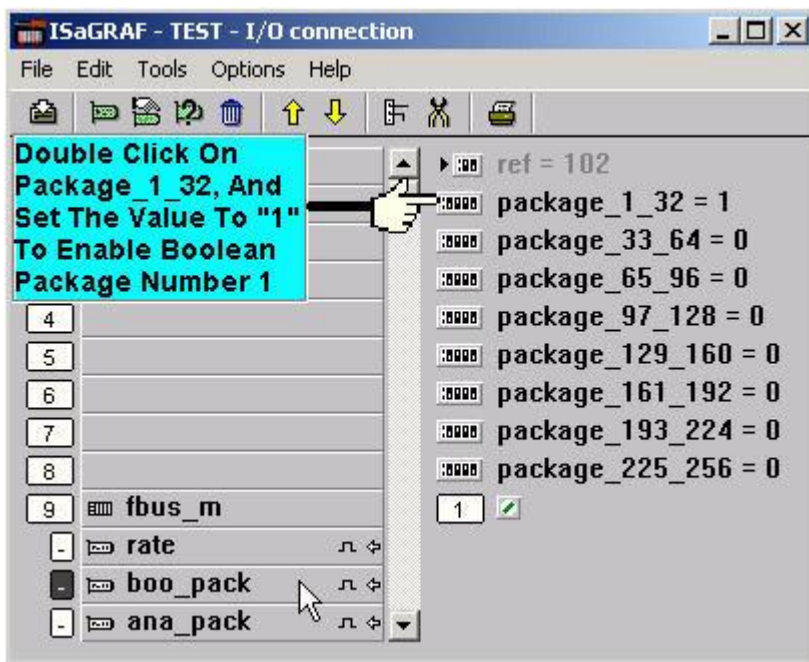 ISaGRAF - TEST - I/O connection
File Edit Tools Options Help
Double Click On
Package_1_32, And
Set The Value To "1"
To Enable Boolean
Package Number 1
4
5
6
7
8
9 fbus_m
- rate
- boo_pack
- ana_pack
ref = 102
package_1_32 = 1
package_33_64 = 0
package_65_96 = 0
package_97_128 = 0
package_129_160 = 0
package_161_192 = 0
package_193_224 = 0
package_225_256 = 0
1